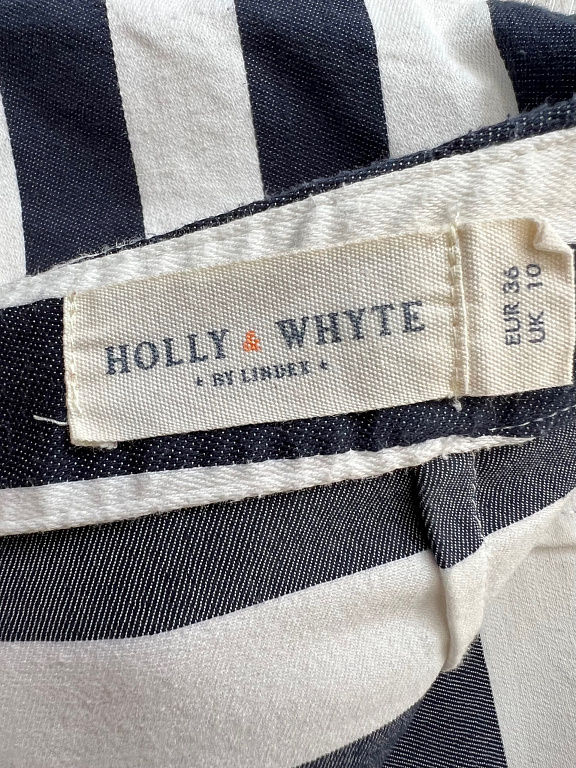 HOLLY & WHYTE
★ BY LINDEX ★
EUR 36
UK 10